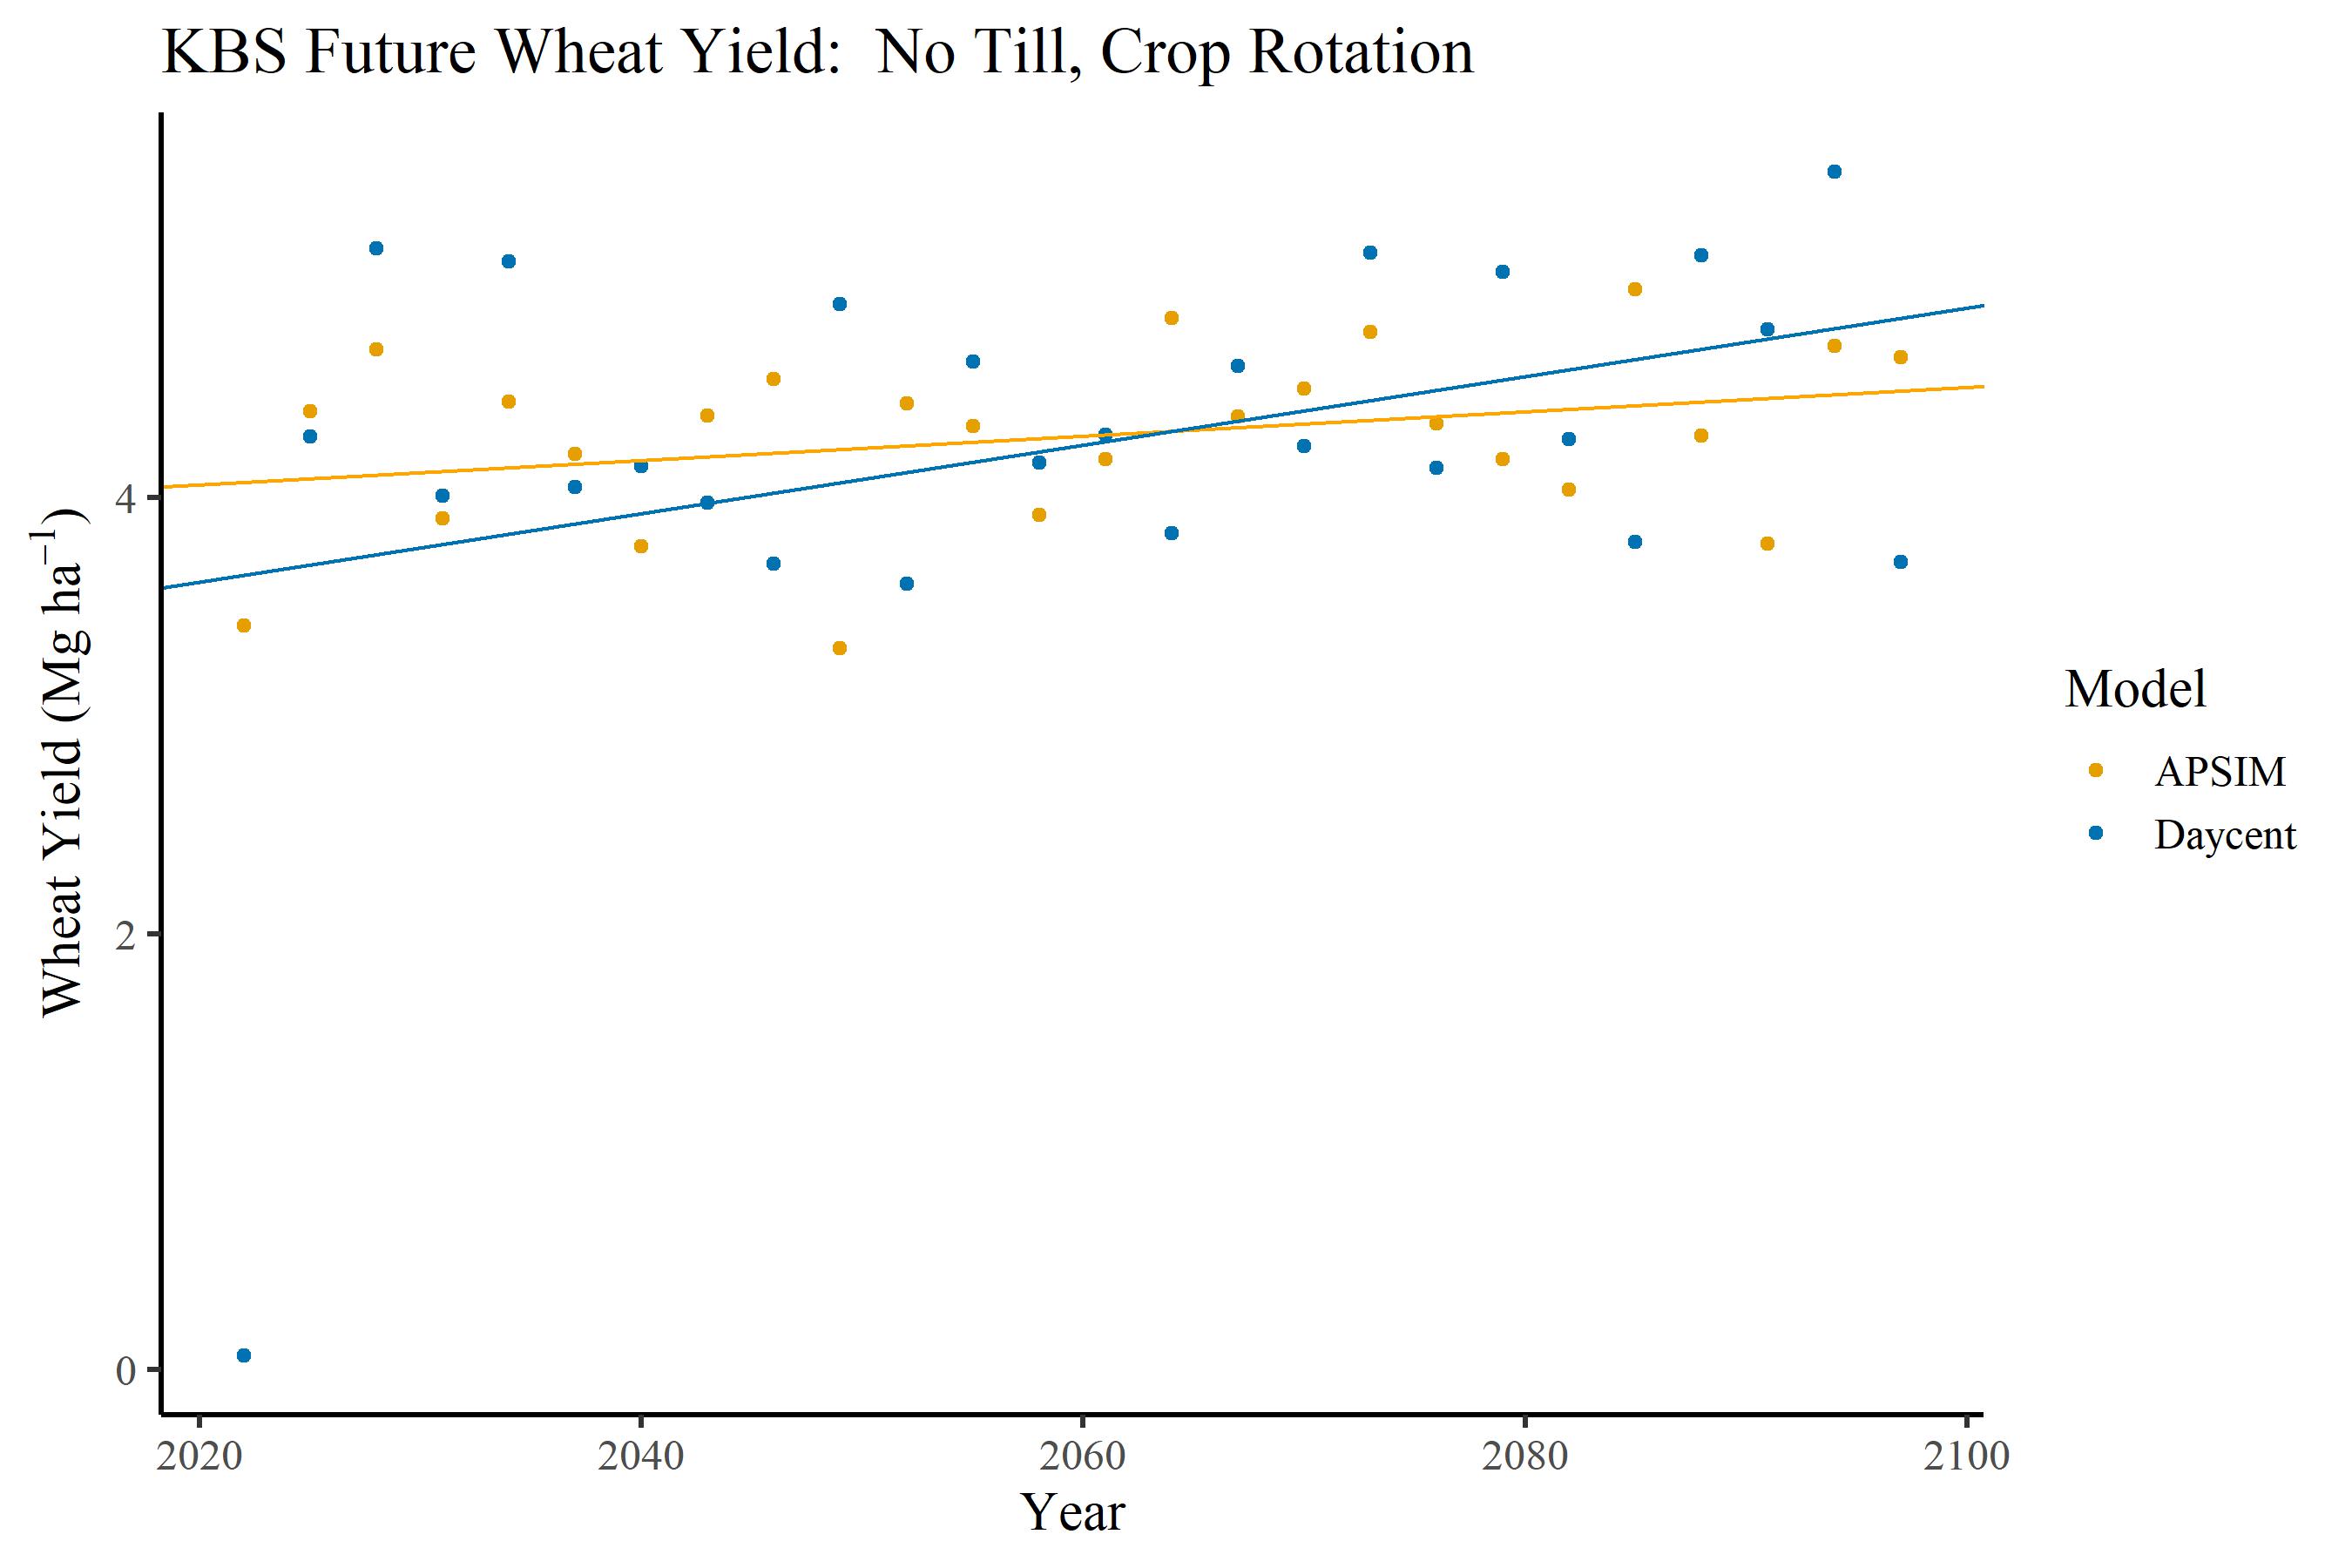 KBS Future Wheat Yield:  No Till, Crop Rotation
Wheat Yield (Mg ha⁻¹)
4
2
0
2020 2040 2060 2080 2100
Year
Model
APSIM
Daycent